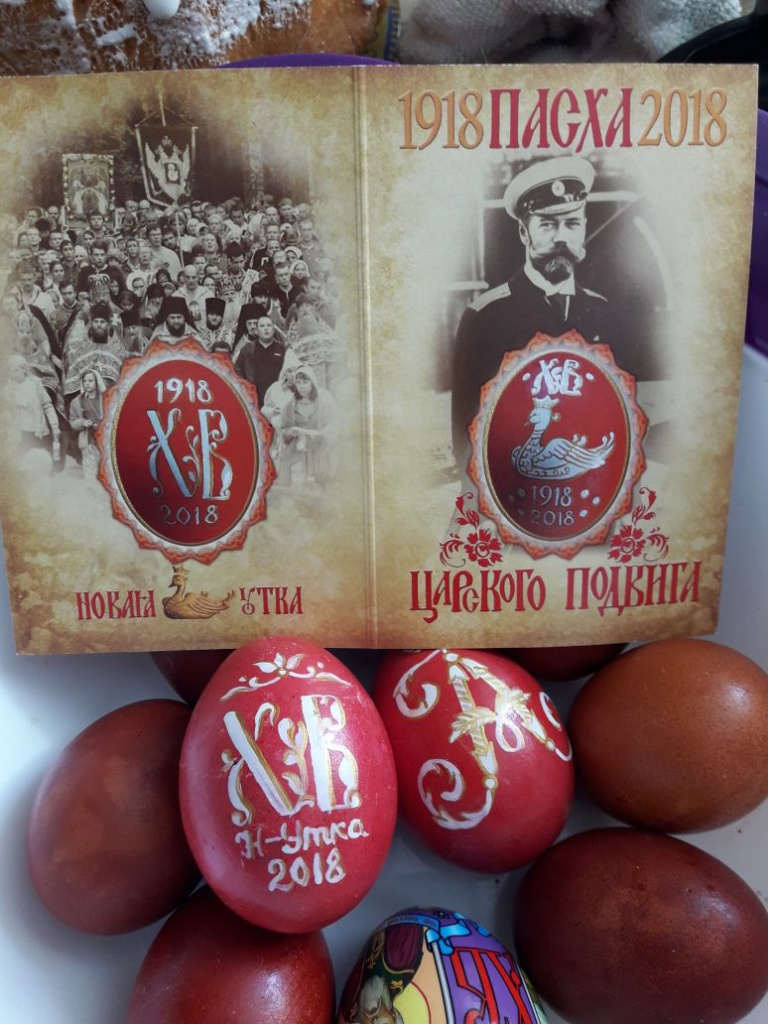 1918 ПАСХА 2018
ХВ
1918
2018
ЦАРСКОГО ПОДВИГА
1918
ХВ
2018
НОВАЯ УТКА
ХВ
Н-Утка
2018